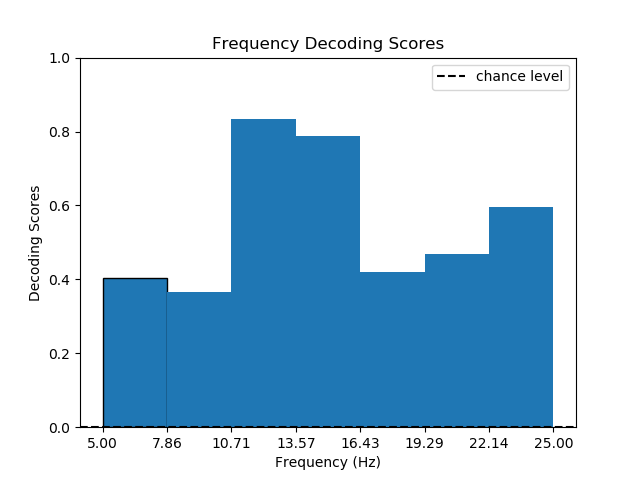 Frequency Decoding Scores
chance level
1.0
0.8
0.6
0.4
0.2
0.0
Decoding Scores
5.00 7.86 10.71 13.57 16.43 19.29 22.14 25.00
Frequency (Hz)